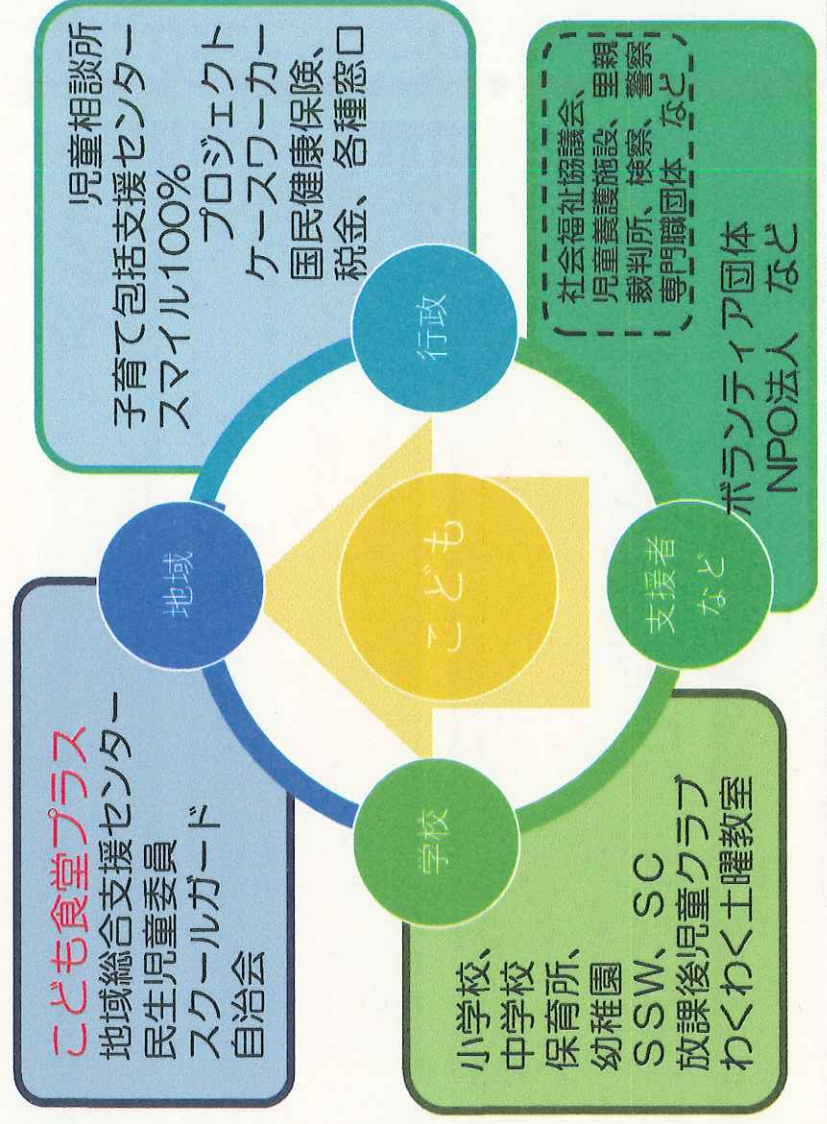 こども食堂プラス
地域総合支援センター
民生児童委員
スクールガード
自治会
地域
児童相談所
子育て包括支援センター
スマイル100%
プロジェクト
ケースワーカー
国民健康保険、
税金、各種窓口
行政
こども
学校
小学校、
中学校
保育所、
幼稚園
SSW、SC
放課後児童クラブ
わくわく土曜教室
支援者
など
社会福祉協議会、
児童養護施設、里親
裁判所、検察、警察
専門職団体 など
ボランティア団体
NPO法人 など